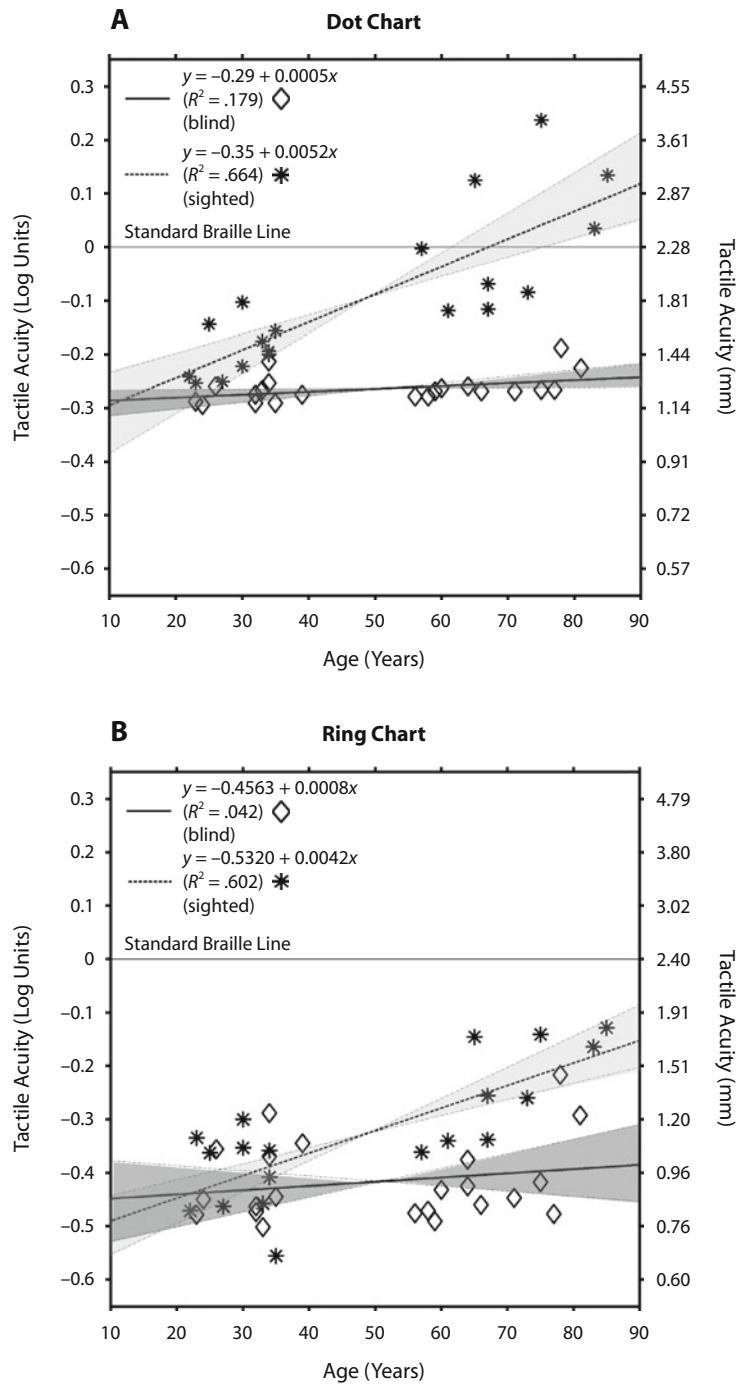 A
Dot Chart
y = –0.29 + 0.0005x
(R² = .179)
(blind)
y = –0.35 + 0.0052x
(R² = .664)
(sighted)
Standard Braille Line
Tactile Acuity (Log Units)
0.3
0.2
0.1
0
–0.1
–0.2
–0.3
–0.4
–0.5
–0.6
4.55
3.61
2.87
2.28
1.81
1.44
1.14
0.91
0.72
0.57
Tactile Acuity (mm)
10 20 30 40 50 60 70 80 90
Age (Years)
B
Ring Chart
y = –0.4563 + 0.0008x
(R² = .042)
(blind)
y = –0.5320 + 0.0042x
(R² = .602)
(sighted)
Standard Braille Line
Tactile Acuity (Log Units)
0.3
0.2
0.1
0
–0.1
–0.2
–0.3
–0.4
–0.5
–0.6
4.79
3.80
3.02
2.40
1.91
1.51
1.20
0.96
0.76
0.60
Tactile Acuity (mm)
10 20 30 40 50 60 70 80 90
Age (Years)